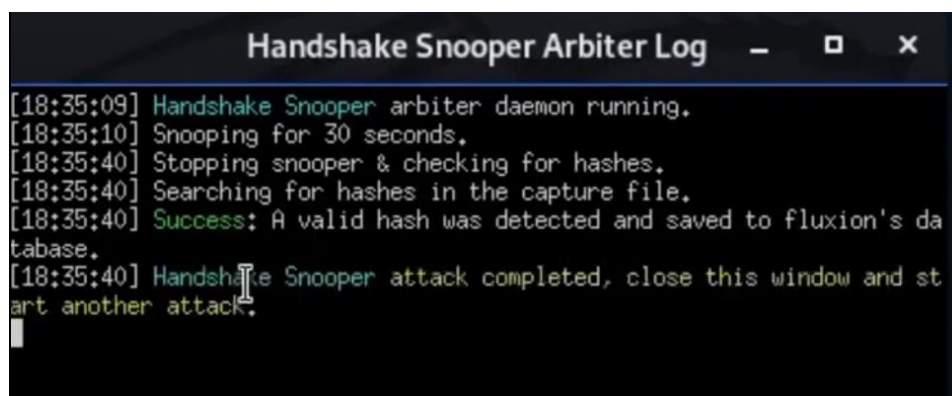 Handshake Snooper Arbiter Log
[18:35:09] Handshake Snooper arbiter daemon running.
[18:35:10] Snooping for 30 seconds.
[18:35:40] Stopping snooper & checking for hashes.
[18:35:40] Searching for hashes in the capture file.
[18:35:40] Success: A valid hash was detected and saved to fluxion's da
tabase.
[18:35:40] Handshake Snooper attack completed, close this window and st
art another attack.